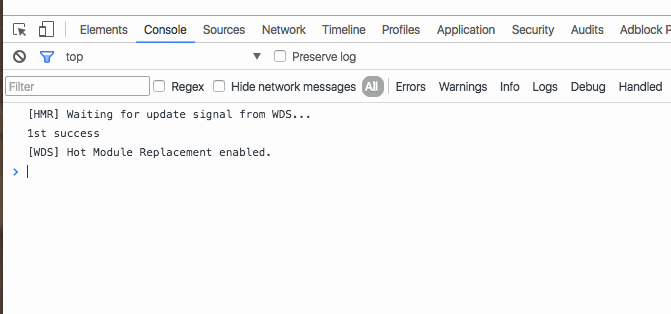 Elements Console Sources Network Timeline Profiles Application Security Audits Adblock P
top Preserve log
Filter Regex Hide network messages All Errors Warnings Info Logs Debug Handled
[HMR] Waiting for update signal from WDS...
1st success
[WDS] Hot Module Replacement enabled.